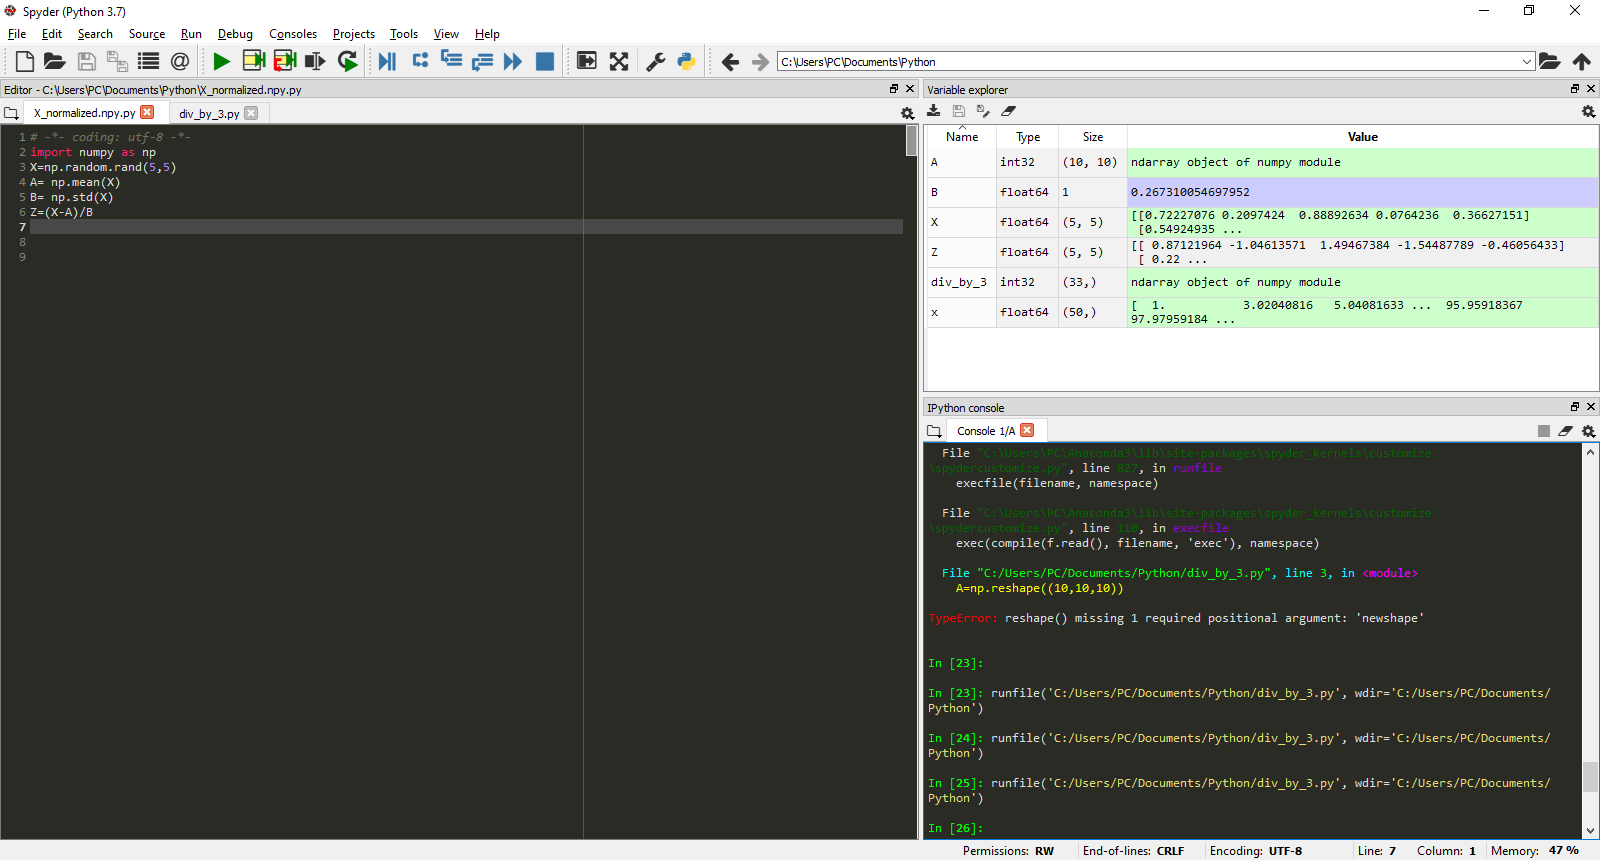 Spyder (Python 3.7)
File Edit Search Source Run Debug Consoles Projects Tools View Help
C:\Users\PC\Documents\Python
Editor - C:\Users\PC\Documents\Python\X_normalized.npy.py
X_normalized.npy.py div_by_3.py
1 # -*- coding: utf-8 -*-
2 import numpy as np
3 X=np.random.rand(5,5)
4 A= np.mean(X)
5 B= np.std(X)
6 Z=(X-A)/B
7
8
9
Variable explorer
Name Type Size Value
A int32 (10, 10) ndarray object of numpy module
B float64 1 0.267310054697952
X float64 (5, 5) [[0.72227076 0.2097424  0.88892634 0.0764236  0.36627151]
[0.54924935 ...
Z float64 (5, 5) [[ 0.87121964 -1.04613571  1.49467384 -1.54487789 -0.46056433]
[ 0.22 ...
div_by_3 int32 (33,) ndarray object of numpy module
x float64 (50,) [  1.          3.02040816   5.04081633 ...  95.95918367
97.97959184 ...
IPython console
Console 1/A
File "C:\Users\PC\Anaconda3\lib\site-packages\spyder_kernels\customize
\spydercustomize.py", line 827, in runfile
execfile(filename, namespace)
File "C:\Users\PC\Anaconda3\lib\site-packages\spyder_kernels\customize
\spydercustomize.py", line 110, in execfile
exec(compile(f.read(), filename, 'exec'), namespace)
File "C:/Users/PC/Documents/Python/div_by_3.py", line 3, in <module>
A=np.reshape((10,10,10))
TypeError: reshape() missing 1 required positional argument: 'newshape'
In [23]:
In [23]: runfile('C:/Users/PC/Documents/Python/div_by_3.py', wdir='C:/Users/PC/Documents/
Python')
In [24]: runfile('C:/Users/PC/Documents/Python/div_by_3.py', wdir='C:/Users/PC/Documents/
Python')
In [25]: runfile('C:/Users/PC/Documents/Python/div_by_3.py', wdir='C:/Users/PC/Documents/
Python')
In [26]:
Permissions: RW End-of-lines: CRLF Encoding: UTF-8 Line: 7 Column: 1 Memory: 47 %